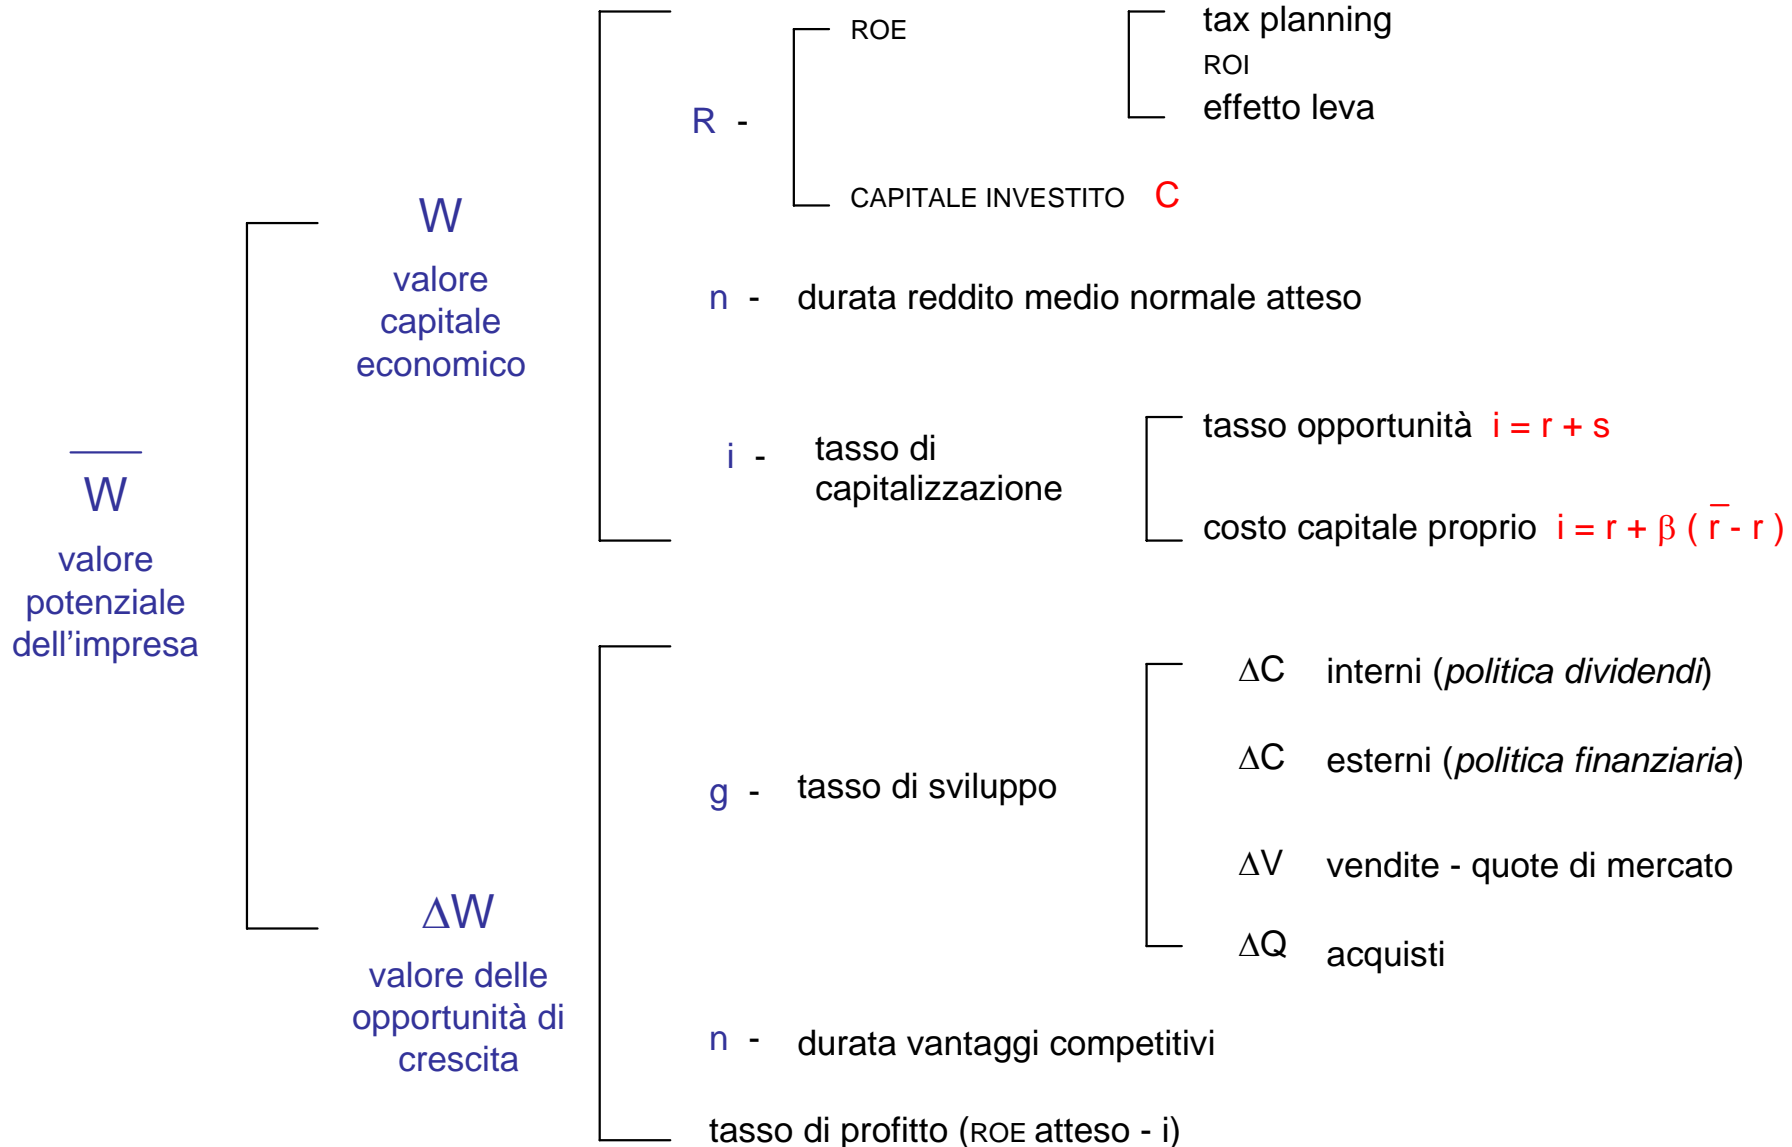 W̅
valore
potenziale
dell'impresa
W
valore
capitale
economico
R -
ROE
tax planning
ROI
effetto leva
CAPITALE INVESTITO C
n - durata reddito medio normale atteso
i - tasso di
capitalizzazione
tasso opportunità i = r + s
costo capitale proprio i = r + β ( r̅ - r )
ΔW
valore delle
opportunità di
crescita
g - tasso di sviluppo
ΔC interni (politica dividendi)
ΔC esterni (politica finanziaria)
ΔV vendite - quote di mercato
ΔQ acquisti
n - durata vantaggi competitivi
tasso di profitto (ROE atteso - i)